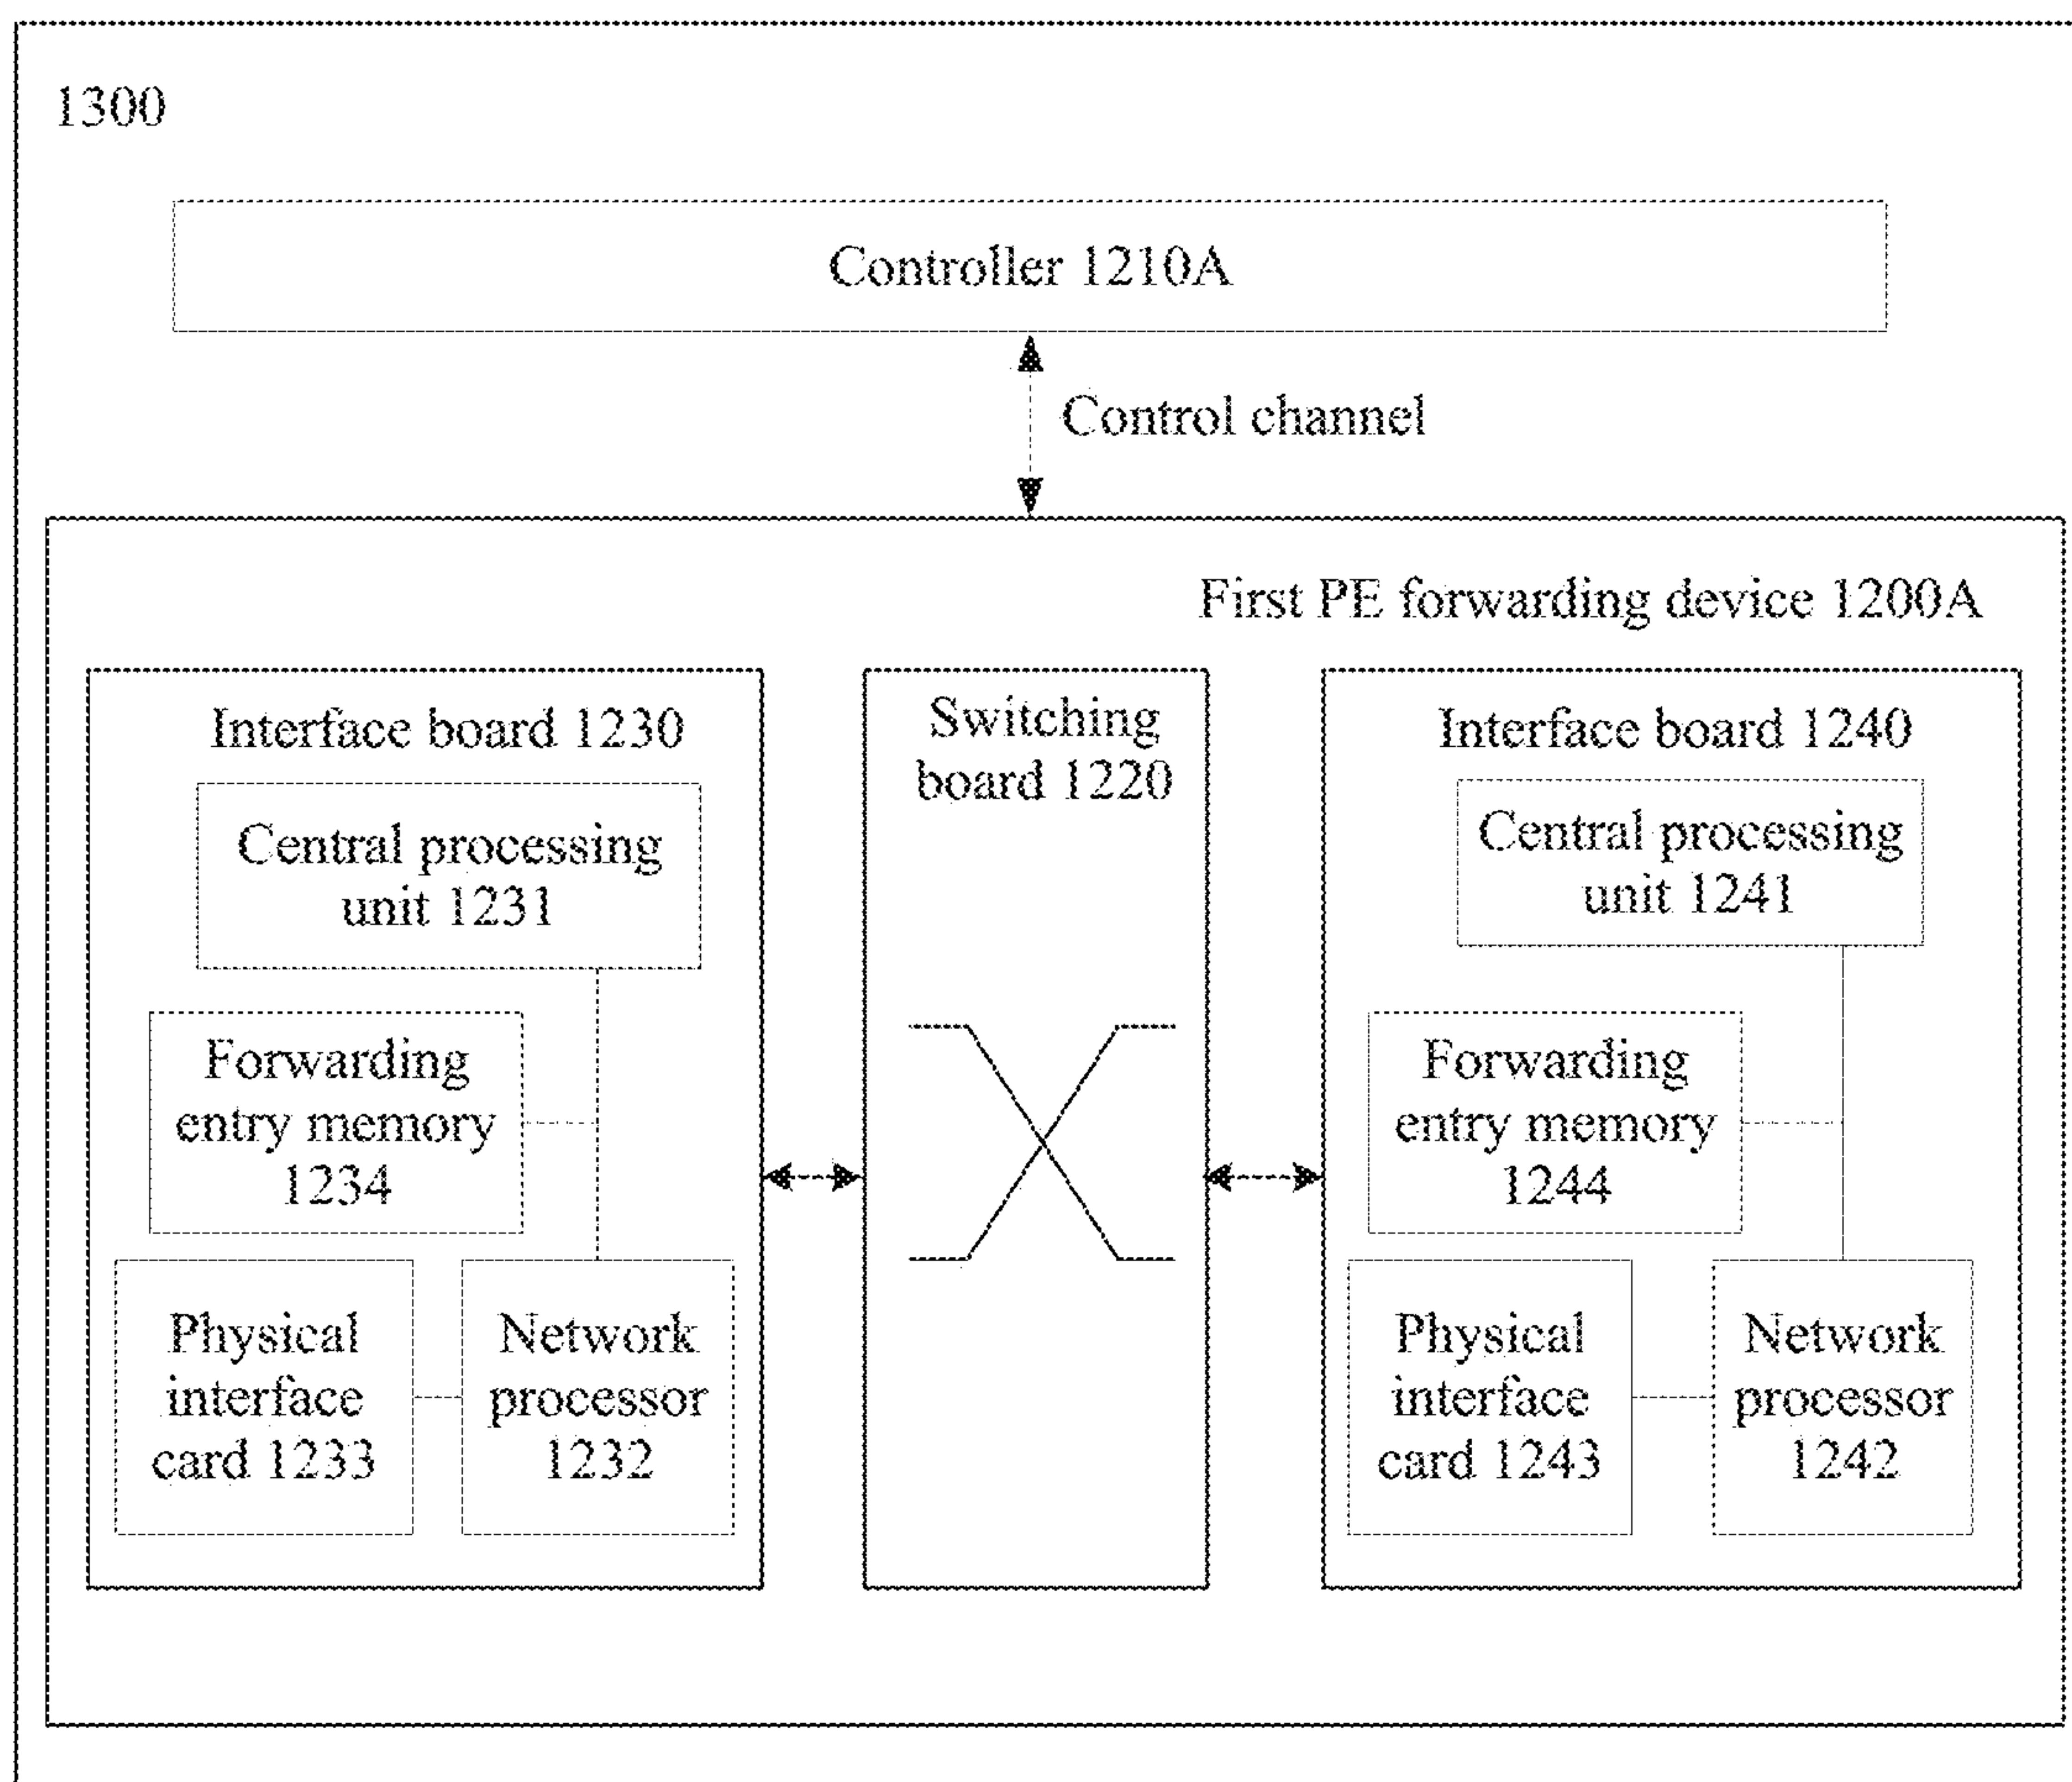 1300
Controller 1210A
Control channel
First PE forwarding device 1200A
Interface board 1230
Central processing
unit 1231
Forwarding
entry memory
1234
Physical
interface
card 1233
Network
processor
1232
Switching
board 1220
Interface board 1240
Central processing
unit 1241
Forwarding
entry memory
1244
Physical
interface
card 1243
Network
processor
1242